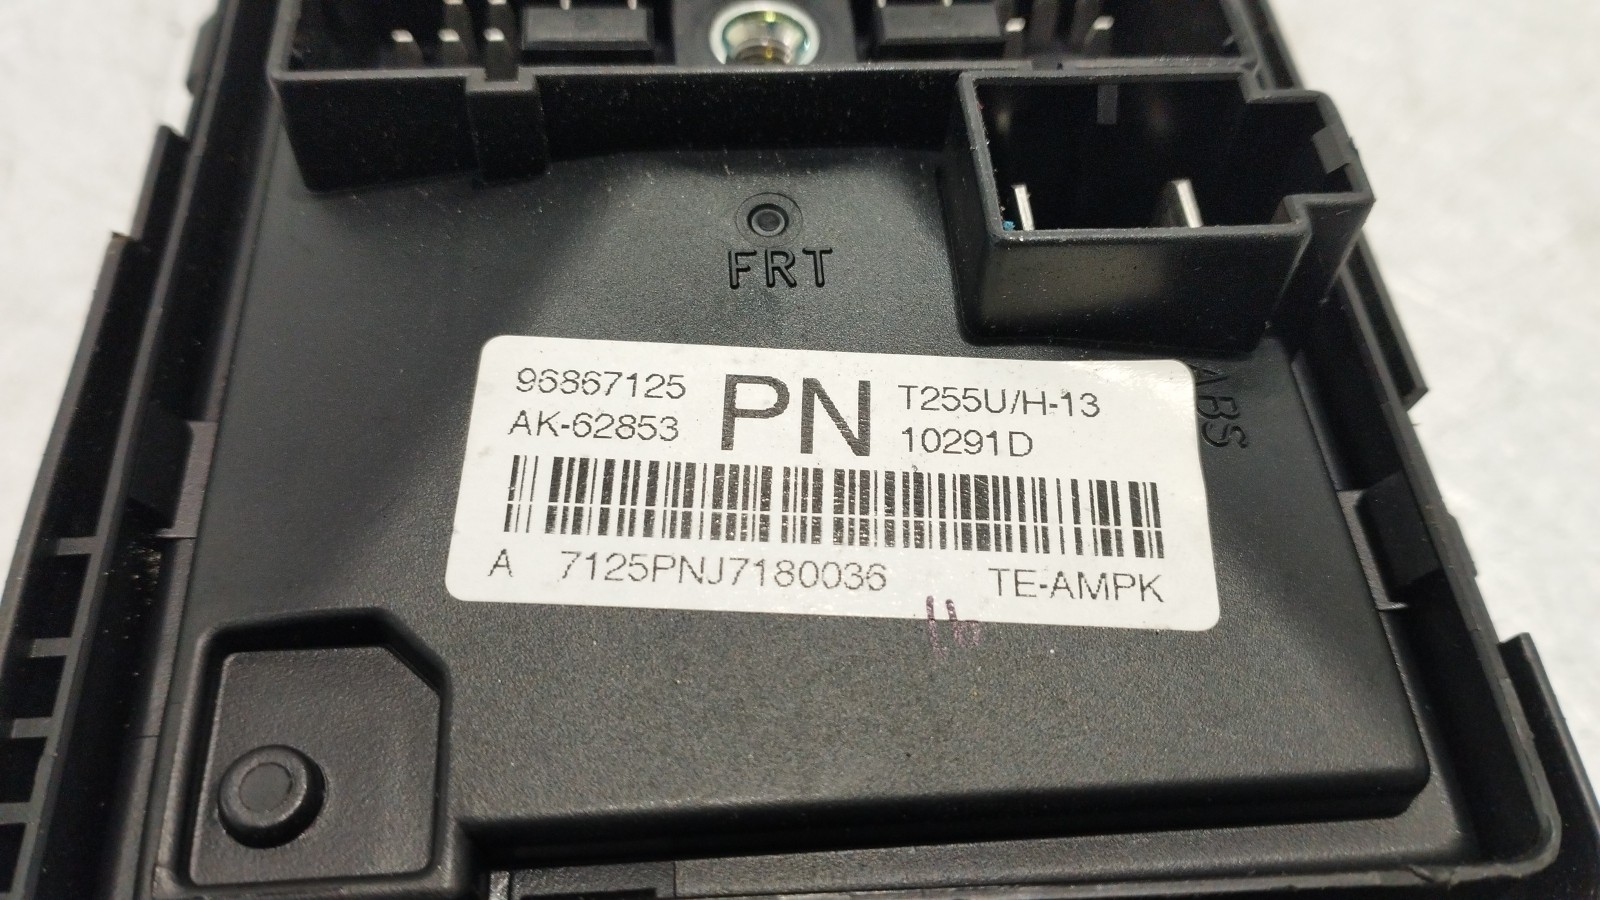 FRT
96867125 PN T255U/H-13
AK-62853 10291D
ABS
A 7125PNJ7180036 TE-AMPK